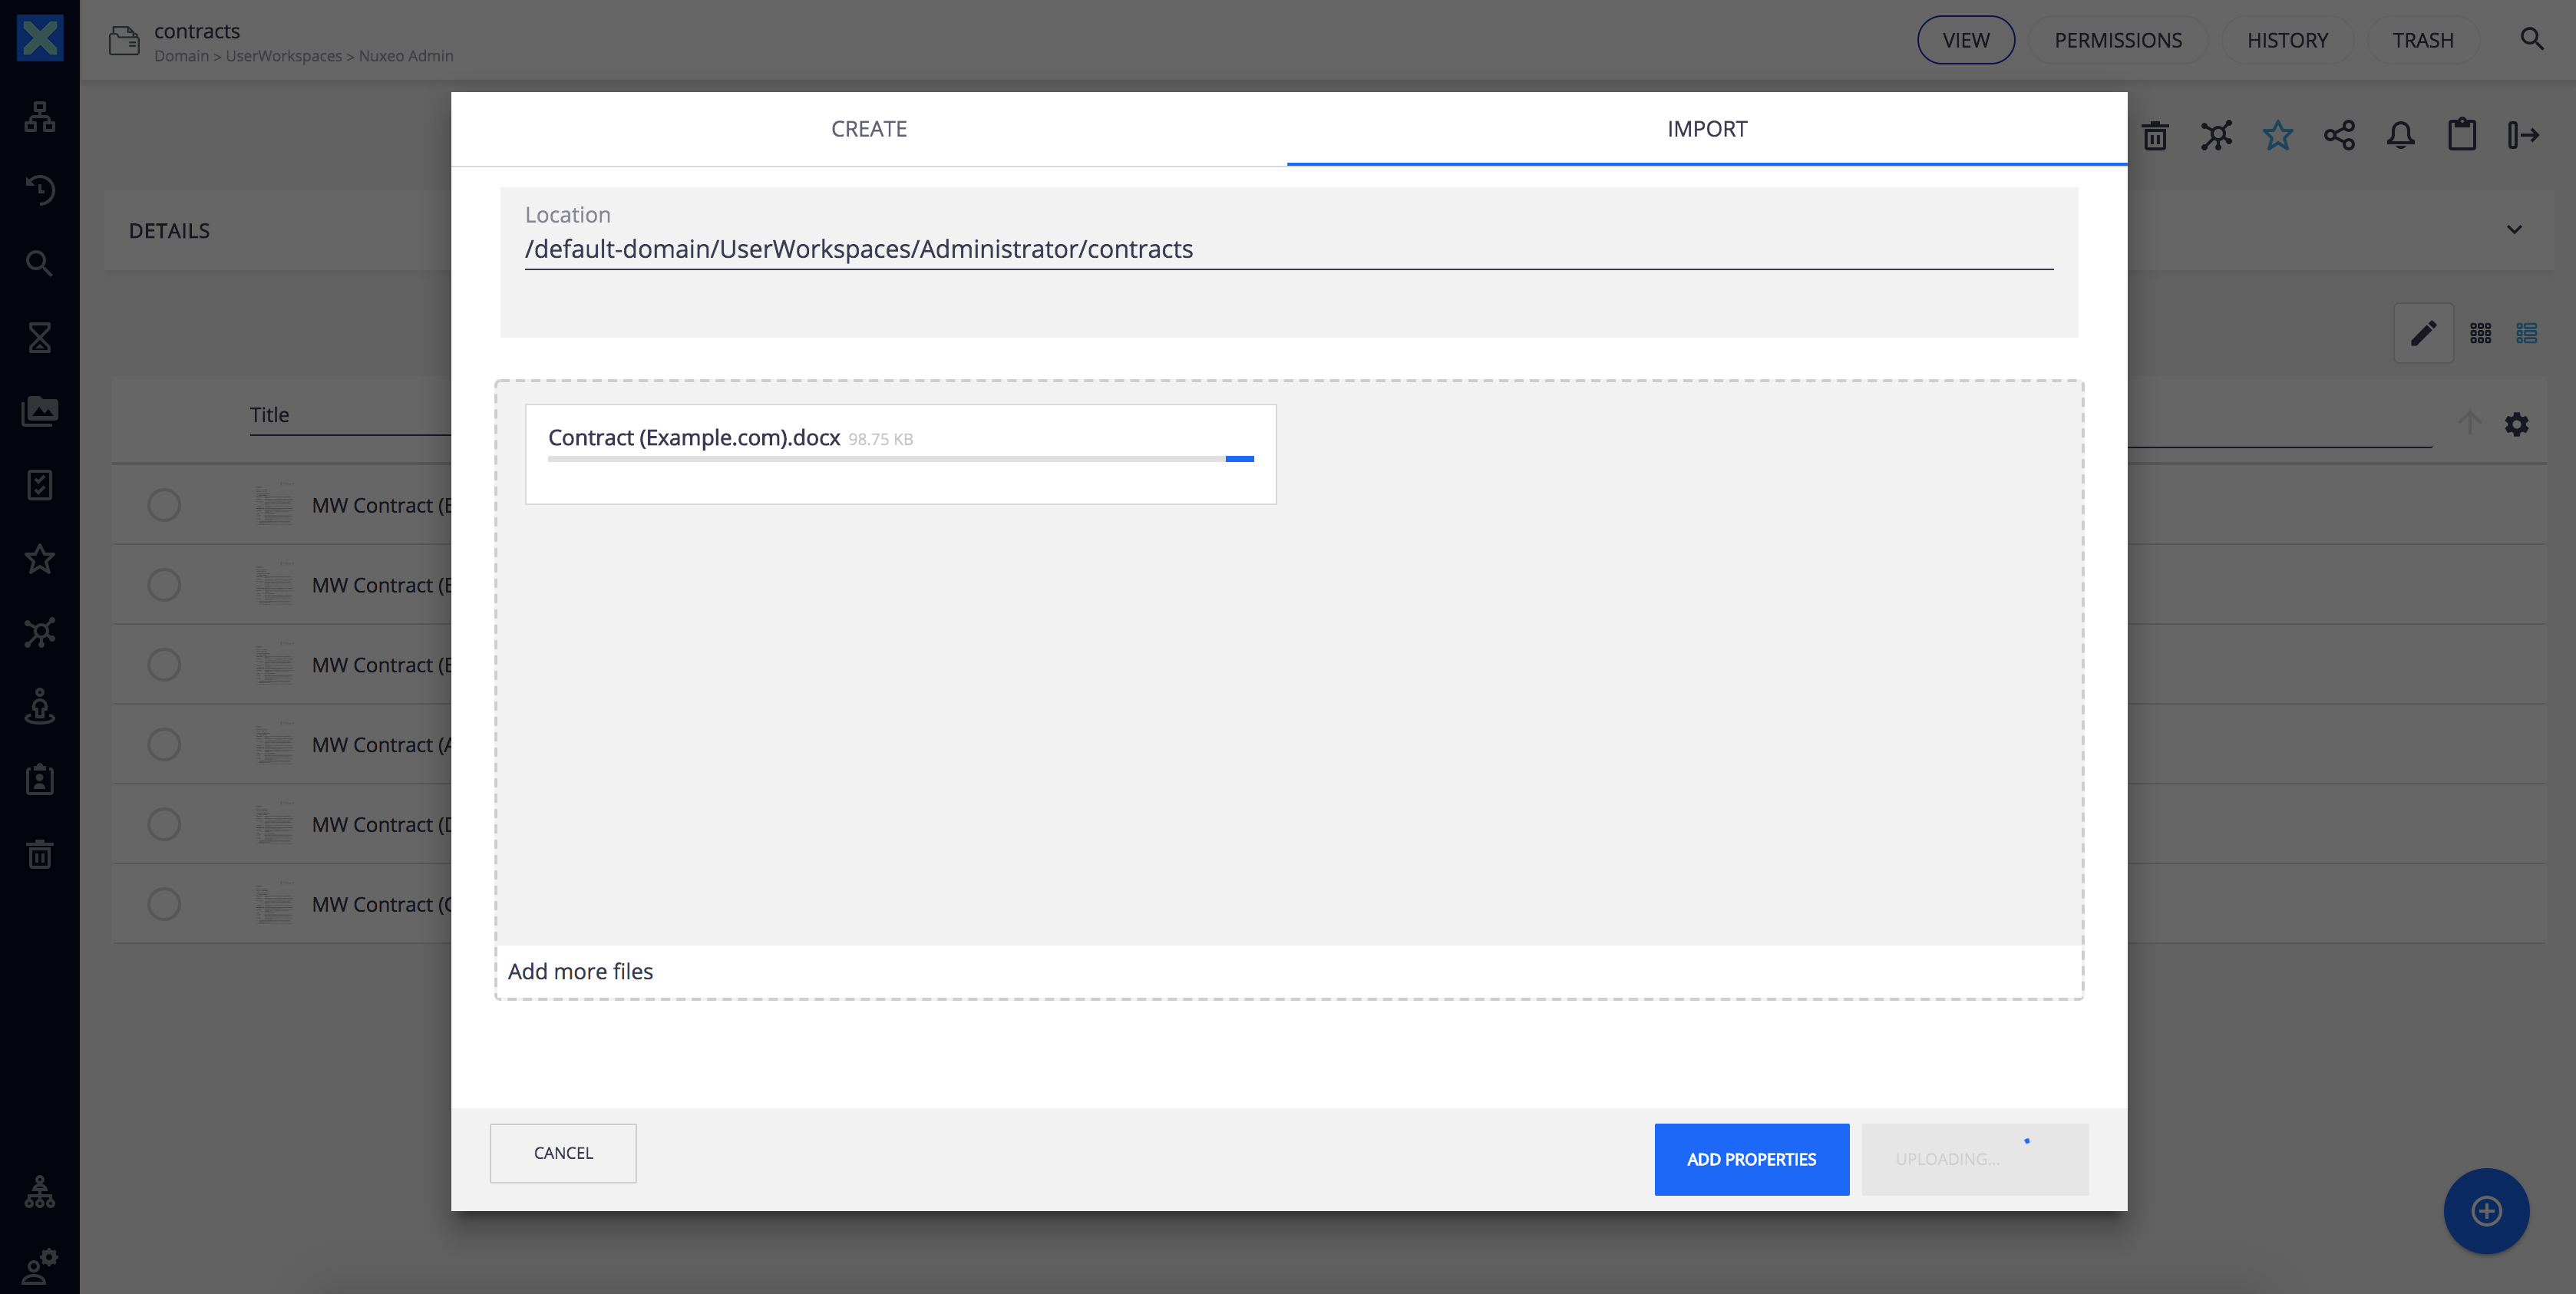 contracts
Domain > UserWorkspaces > Nuxeo Admin
VIEW
PERMISSIONS
HISTORY
TRASH
CREATE
IMPORT
DETAILS
Location
/default-domain/UserWorkspaces/Administrator/contracts
Title
Contract (Example.com).docx 98.75 KB
MW Contract (E
MW Contract (E
MW Contract (E
MW Contract (A
MW Contract (D
MW Contract (C
Add more files
CANCEL
ADD PROPERTIES
UPLOADING...